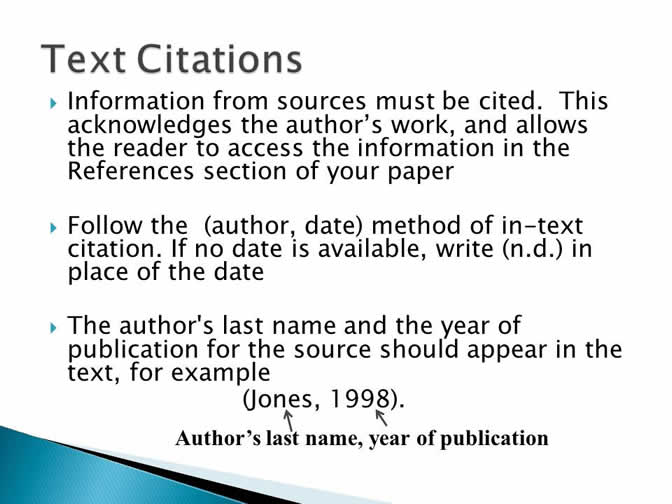 Text Citations
Information from sources must be cited.  This
acknowledges the author’s work, and allows
the reader to access the information in the
References section of your paper
Follow the  (author, date) method of in-text
citation. If no date is available, write (n.d.) in
place of the date
The author's last name and the year of
publication for the source should appear in the
text, for example
(Jones, 1998).
Author’s last name, year of publication